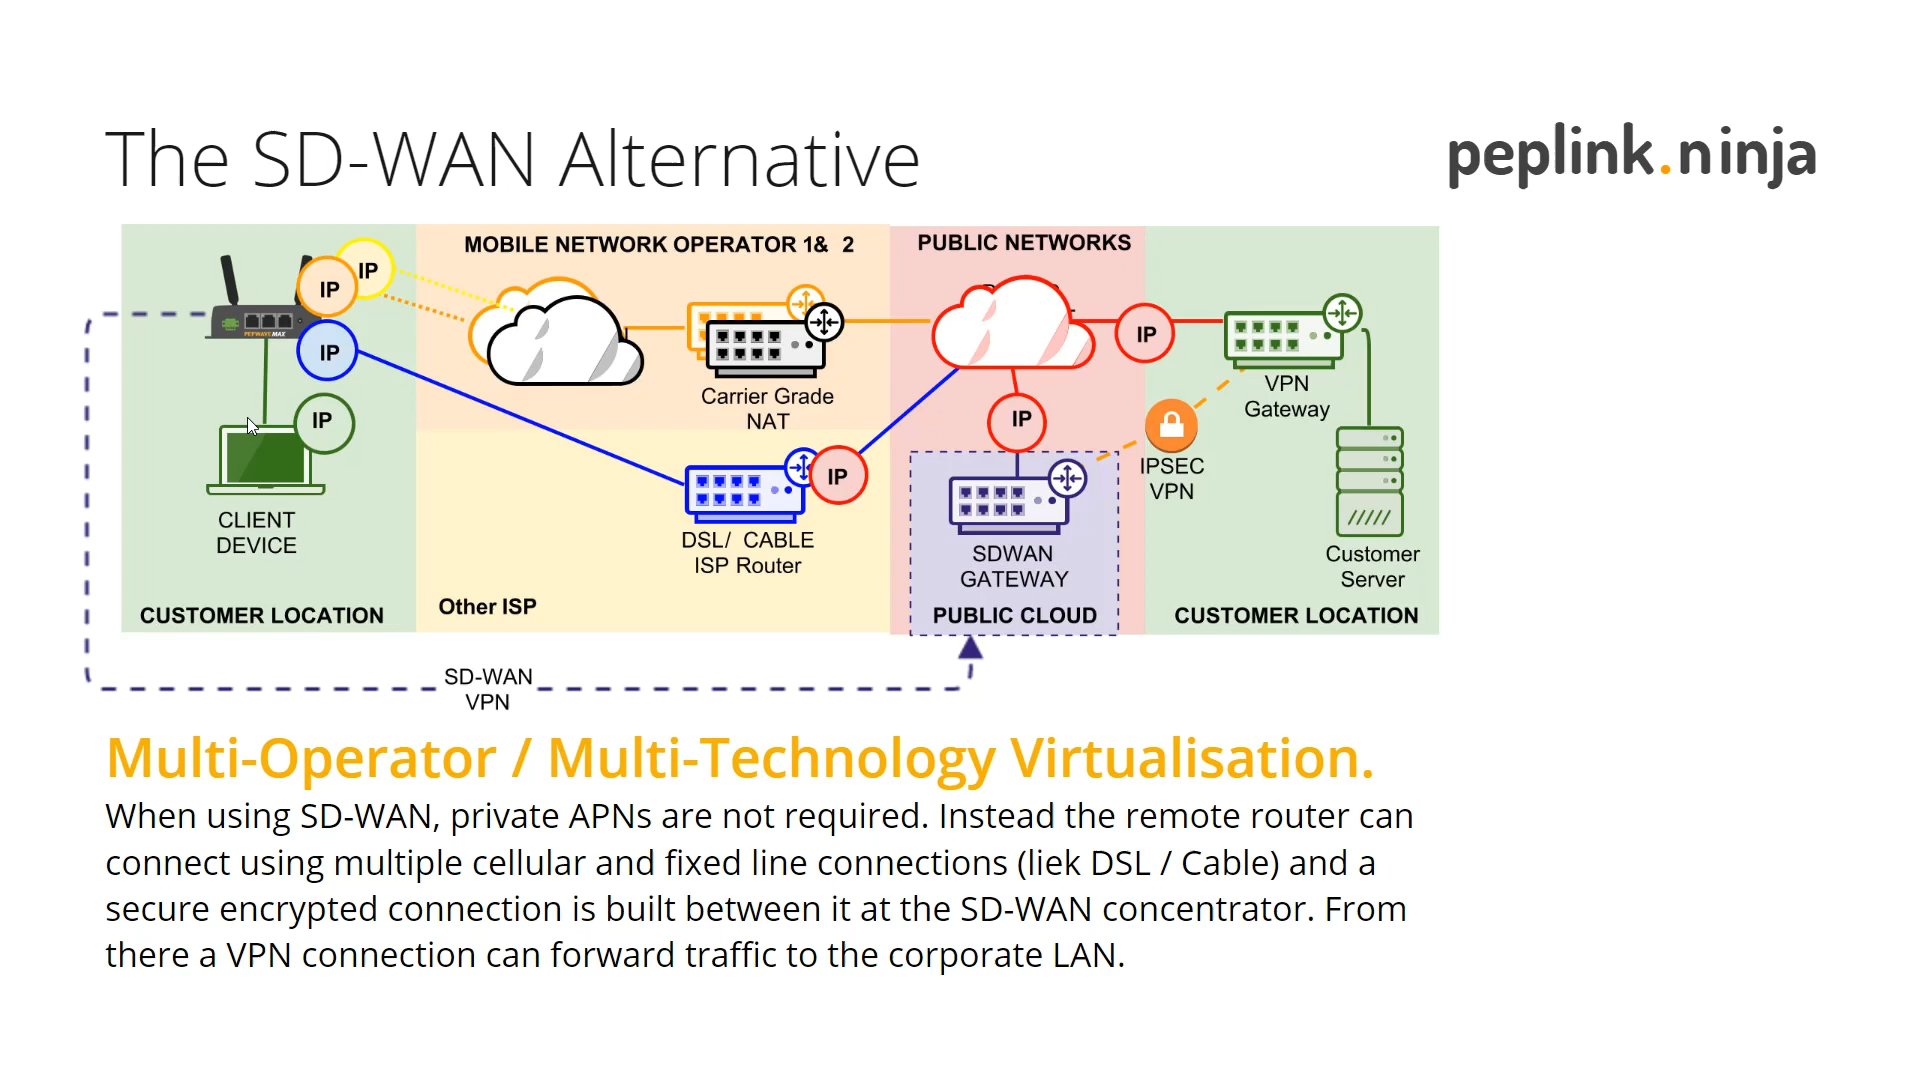 The SD-WAN Alternative
peplink.ninja
MOBILE NETWORK OPERATOR 1& 2
PUBLIC NETWORKS
IP
IP
IP
IP
IP
IP
IP
PEPWAVE MAX
Carrier Grade
NAT
VPN
Gateway
IPSEC
VPN
CLIENT
DEVICE
DSL/ CABLE
ISP Router
SDWAN
GATEWAY
Customer
Server
CUSTOMER LOCATION
Other ISP
PUBLIC CLOUD
CUSTOMER LOCATION
SD-WAN
VPN
Multi-Operator / Multi-Technology Virtualisation.
When using SD-WAN, private APNs are not required. Instead the remote router can
connect using multiple cellular and fixed line connections (liek DSL / Cable) and a
secure encrypted connection is built between it at the SD-WAN concentrator. From
there a VPN connection can forward traffic to the corporate LAN.